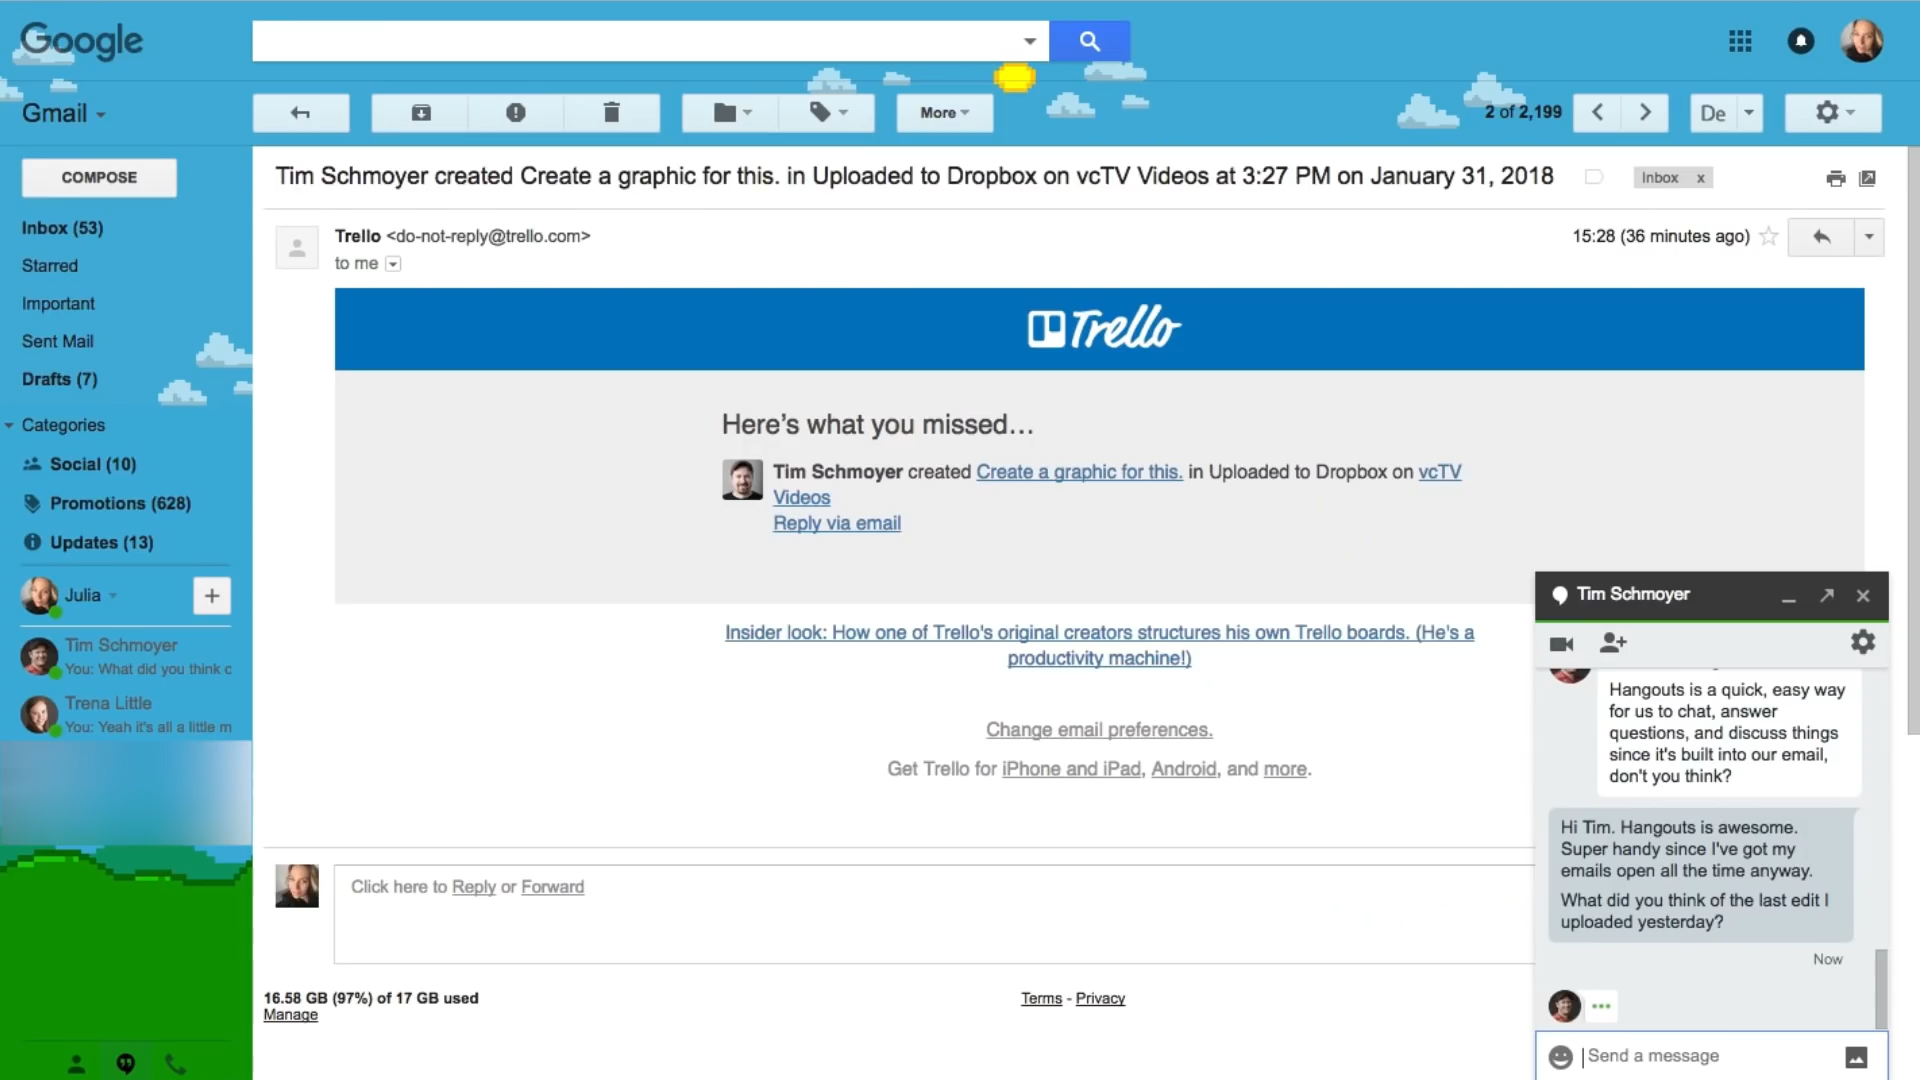 Google
Gmail
More
2 of 2,199
De
COMPOSE
Inbox (53)
Starred
Important
Sent Mail
Drafts (7)
Categories
Social (10)
Promotions (628)
Updates (13)
Julia
Tim Schmoyer
You: What did you think c
Trena Little
You: Yeah it's all a little m
Tim Schmoyer created Create a graphic for this. in Uploaded to Dropbox on vcTV Videos at 3:27 PM on January 31, 2018
Inbox x
Trello <do-not-reply@trello.com>
15:28 (36 minutes ago)
to me
Trello
Here's what you missed…
Tim Schmoyer created Create a graphic for this. in Uploaded to Dropbox on vcTV
Videos
Reply via email
Insider look: How one of Trello's original creators structures his own Trello boards. (He's a
productivity machine!)
Change email preferences.
Get Trello for iPhone and iPad, Android, and more.
Click here to Reply or Forward
16.58 GB (97%) of 17 GB used
Manage
Terms - Privacy
Tim Schmoyer
Hangouts is a quick, easy way
for us to chat, answer
questions, and discuss things
since it's built into our email,
don't you think?
Hi Tim. Hangouts is awesome.
Super handy since I've got my
emails open all the time anyway.
What did you think of the last edit I
uploaded yesterday?
Now
Send a message